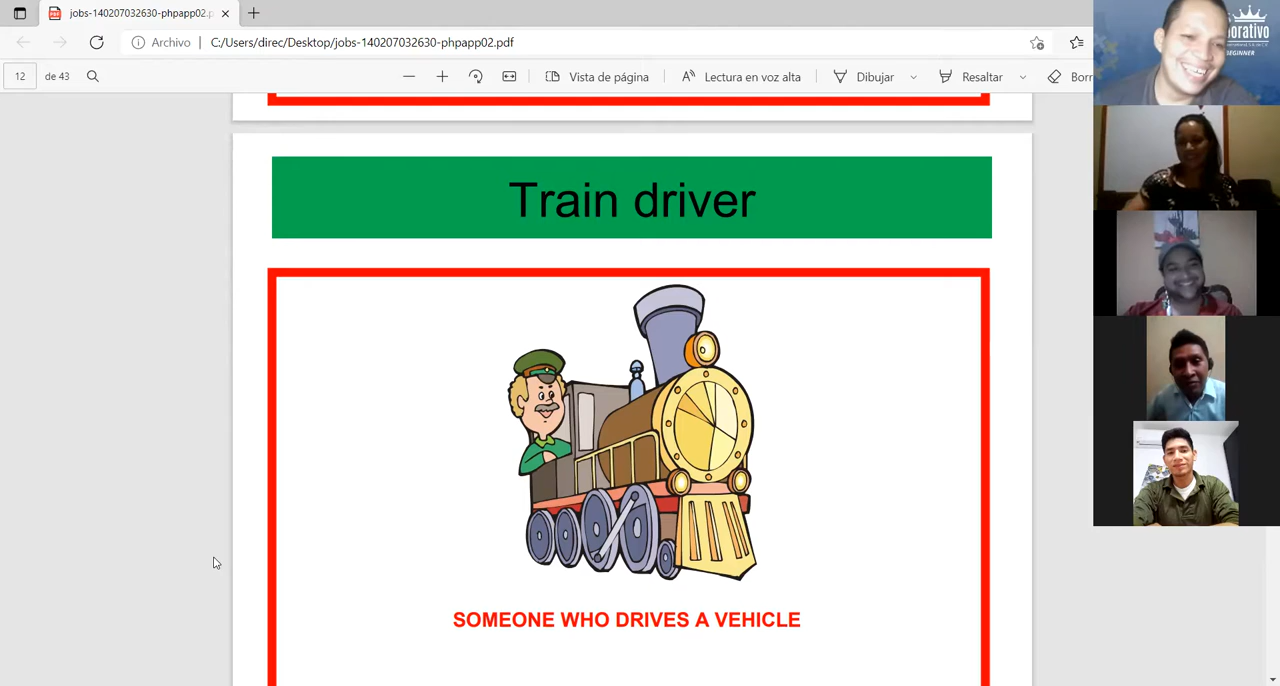 jobs-140207032630-phpapp02.p
Archivo
C:/Users/direc/Desktop/jobs-140207032630-phpapp02.pdf
12
de 43
Vista de página
Lectura en voz alta
Dibujar
Resaltar
Borr
Train driver
SOMEONE WHO DRIVES A VEHICLE
orativo
BEGINNER